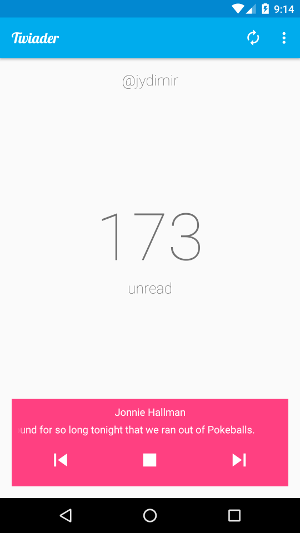 9:14
Twiader
@jydimir
173
unread
Jonnie Hallman
und for so long tonight that we ran out of Pokeballs.